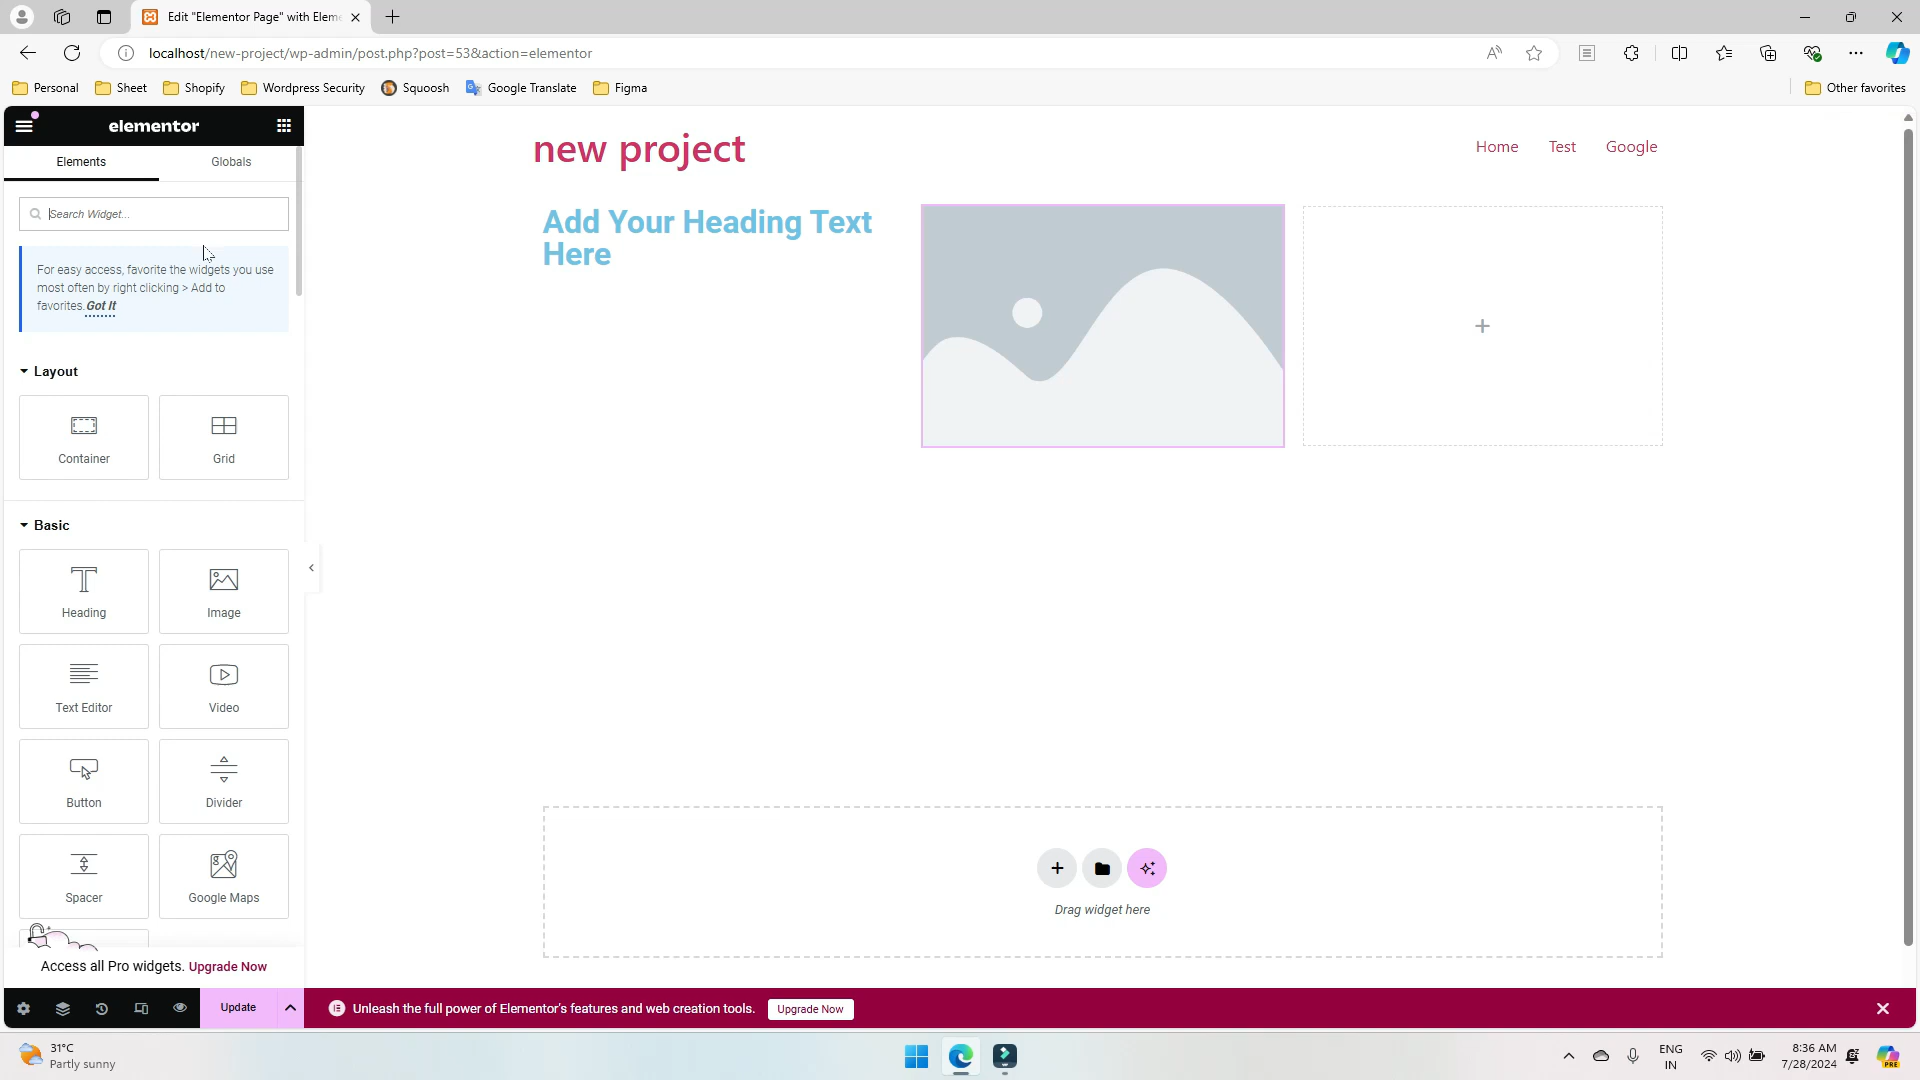 Edit "Elementor Page" with Eleme
localhost/new-project/wp-admin/post.php?post=53&action=elementor
Personal Sheet Shopify Wordpress Security Squoosh Google Translate Figma Other favorites
elementor
Elements Globals
Search Widget...
For easy access, favorite the widgets you use
most often by right clicking > Add to
favorites. Got It
Layout
Container Grid
Basic
Heading Image
Text Editor Video
Button Divider
Spacer Google Maps
Access all Pro widgets. Upgrade Now
Update
new project
Home Test Google
Add Your Heading Text
Here
Drag widget here
Unleash the full power of Elementor's features and web creation tools. Upgrade Now
31°C
Partly sunny
ENG
IN
8:36 AM
7/28/2024
PRE